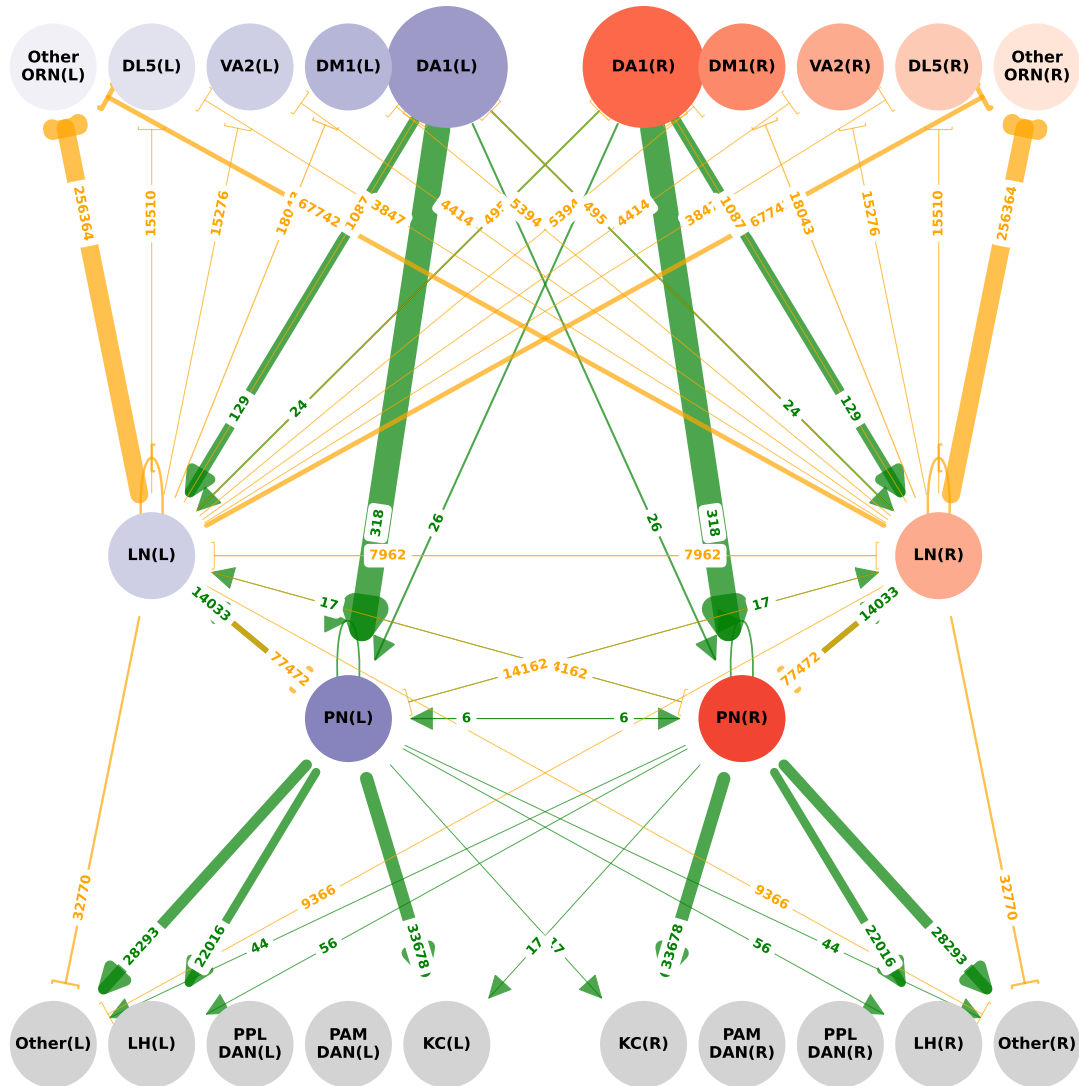 Other
ORN(L)
DL5(L)
VA2(L)
DM1(L)
DA1(L)
DA1(R)
DM1(R)
VA2(R)
DL5(R)
Other
ORN(R)
256364
15510
15276
67742
1087
3847
4414
495
5394
5394
495
4414
1087
18043
15276
15510
256364
129
24
24
129
318
26
26
318
LN(L)
7962
7962
LN(R)
14033
17
17
14033
77472
14162
77472
PN(L)
6
6
PN(R)
32770
9366
9366
32770
28293
22016
44
56
33678
17
33678
56
44
22016
28293
Other(L)
LH(L)
PPL
DAN(L)
PAM
DAN(L)
KC(L)
KC(R)
PAM
DAN(R)
PPL
DAN(R)
LH(R)
Other(R)